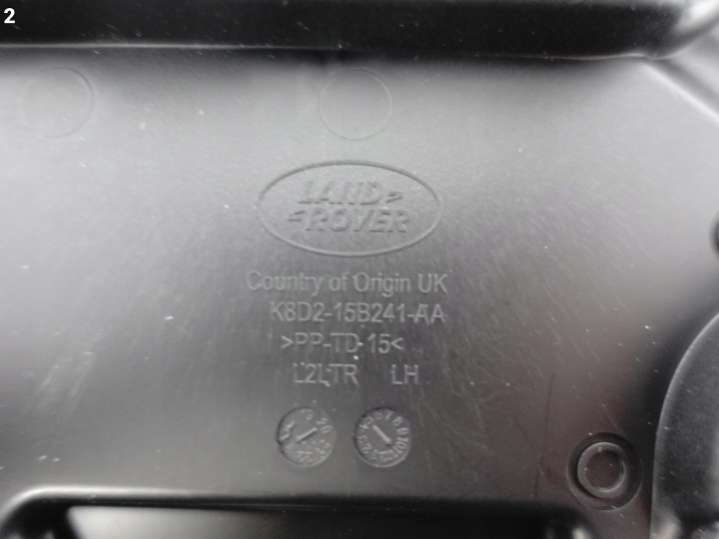 2
LAND
ROVER
Country of Origin UK
K8D2-15B241-AA
>PP-TD-15<
L2LTR LH